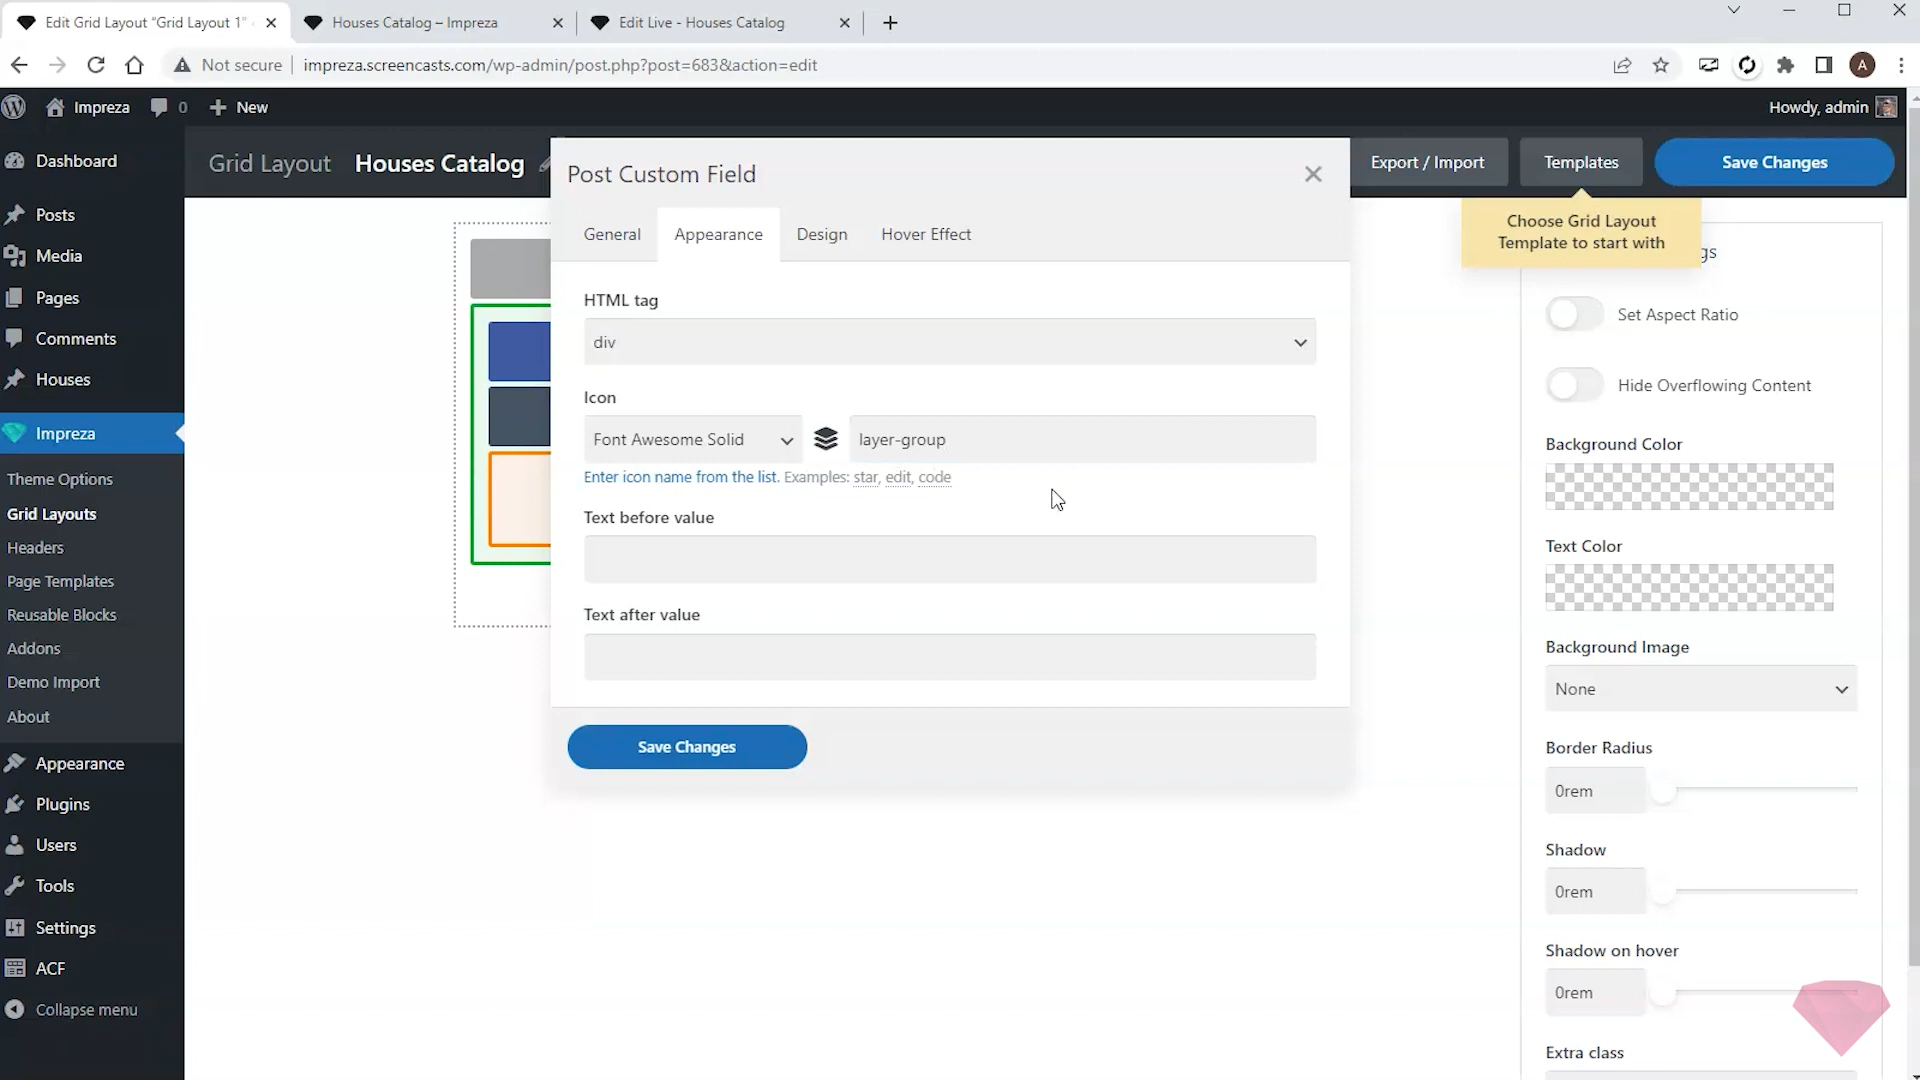 Edit Grid Layout “Grid Layout 1”
Houses Catalog – Impreza
Edit Live - Houses Catalog
Not secure
impreza.screencasts.com/wp-admin/post.php?post=683&action=edit
A
Impreza
0
New
Howdy, admin
Dashboard
Posts
Media
Pages
Comments
Houses
Impreza
Theme Options
Grid Layouts
Headers
Page Templates
Reusable Blocks
Addons
Demo Import
About
Appearance
Plugins
Users
Tools
Settings
ACF
Collapse menu
Grid Layout
Houses Catalog
Export / Import
Templates
Save Changes
Choose Grid Layout
Template to start with
Post Custom Field
General
Appearance
Design
Hover Effect
HTML tag
div
Icon
Font Awesome Solid
layer-group
Enter icon name from the list. Examples: star, edit, code
Text before value
Text after value
Save Changes
gs
Set Aspect Ratio
Hide Overflowing Content
Background Color
Text Color
Background Image
None
Border Radius
0rem
Shadow
0rem
Shadow on hover
0rem
Extra class